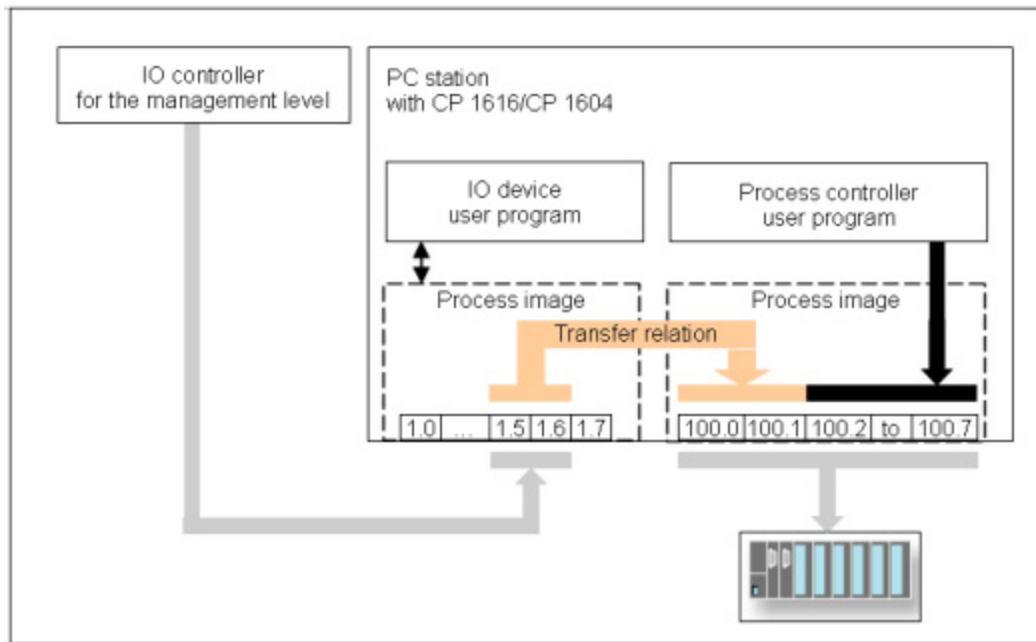 IO controller
for the management level
PC station
with CP 1616/CP 1604
IO device
user program
Process controller
user program
Process image
Process image
Transfer relation
1.0 ... 1.5 1.6 1.7
100.0 100.1 100.2 to 100.7